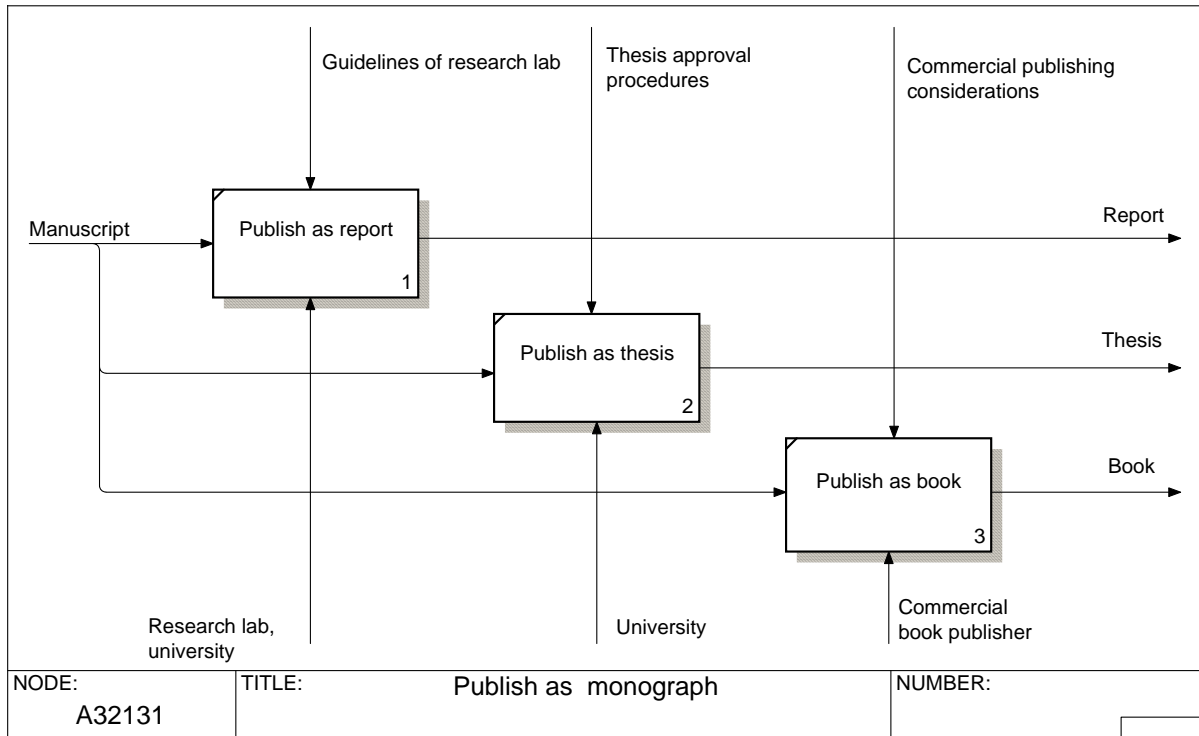 Guidelines of research lab
Thesis approval
procedures
Commercial publishing
considerations
Manuscript
Publish as report
1
Report
Publish as thesis
2
Thesis
Publish as book
3
Book
Research lab,
university
University
Commercial
book publisher
NODE:
A32131
TITLE:
Publish as monograph
NUMBER: